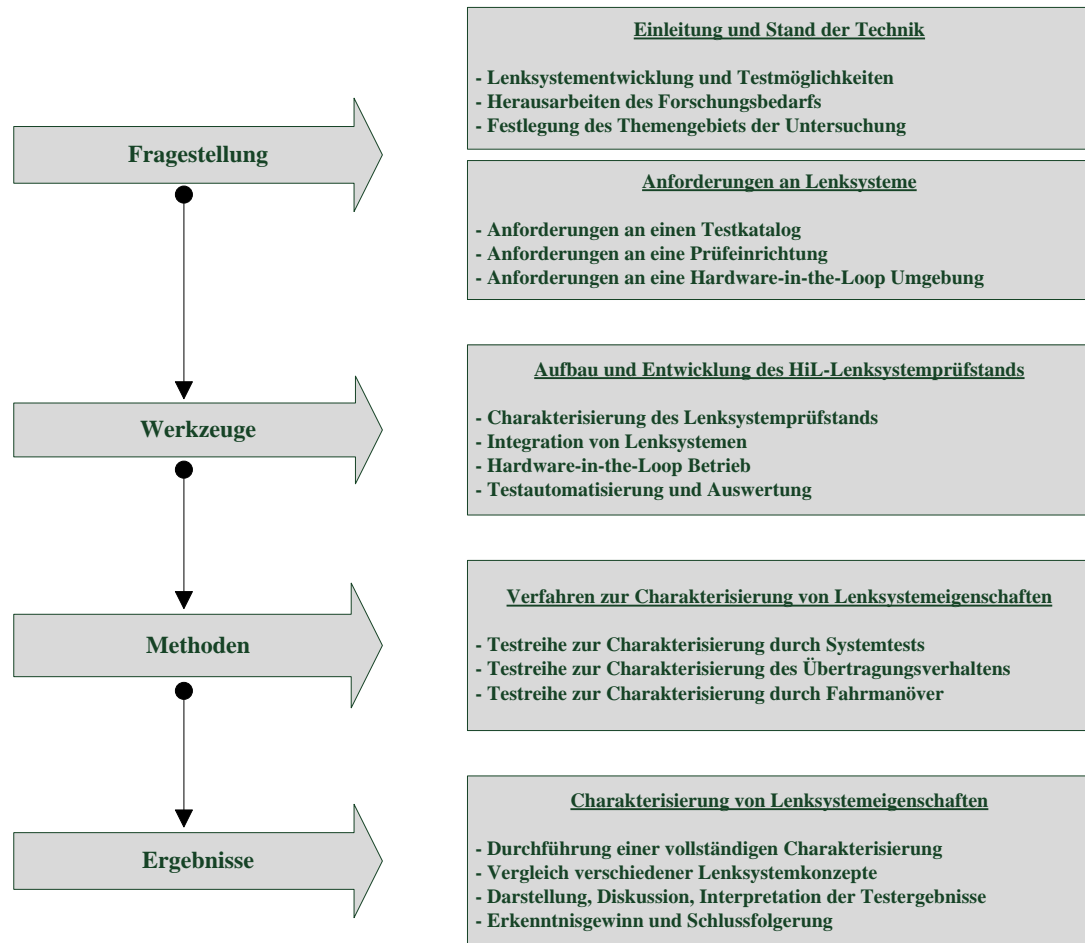 Einleitung und Stand der Technik
- Lenksystementwicklung und Testmöglichkeiten
- Herausarbeiten des Forschungsbedarfs
- Festlegung des Themengebiets der Untersuchung
Fragestellung
Anforderungen an Lenksysteme
- Anforderungen an einen Testkatalog
- Anforderungen an eine Prüfeinrichtung
- Anforderungen an eine Hardware-in-the-Loop Umgebung
Aufbau und Entwicklung des HiL-Lenksystemprüfstands
- Charakterisierung des Lenksystemprüfstands
Werkzeuge
- Integration von Lenksystemen
- Hardware-in-the-Loop Betrieb
- Testautomatisierung und Auswertung
Verfahren zur Charakterisierung von Lenksystemeigenschaften
Methoden
- Testreihe zur Charakterisierung durch Systemtests
- Testreihe zur Charakterisierung des Übertragungsverhaltens
- Testreihe zur Charakterisierung durch Fahrmanöver
Charakterisierung von Lenksystemeigenschaften
Ergebnisse
- Durchführung einer vollständigen Charakterisierung
- Vergleich verschiedener Lenksystemkonzepte
- Darstellung, Diskussion, Interpretation der Testergebnisse
- Erkenntnisgewinn und Schlussfolgerung